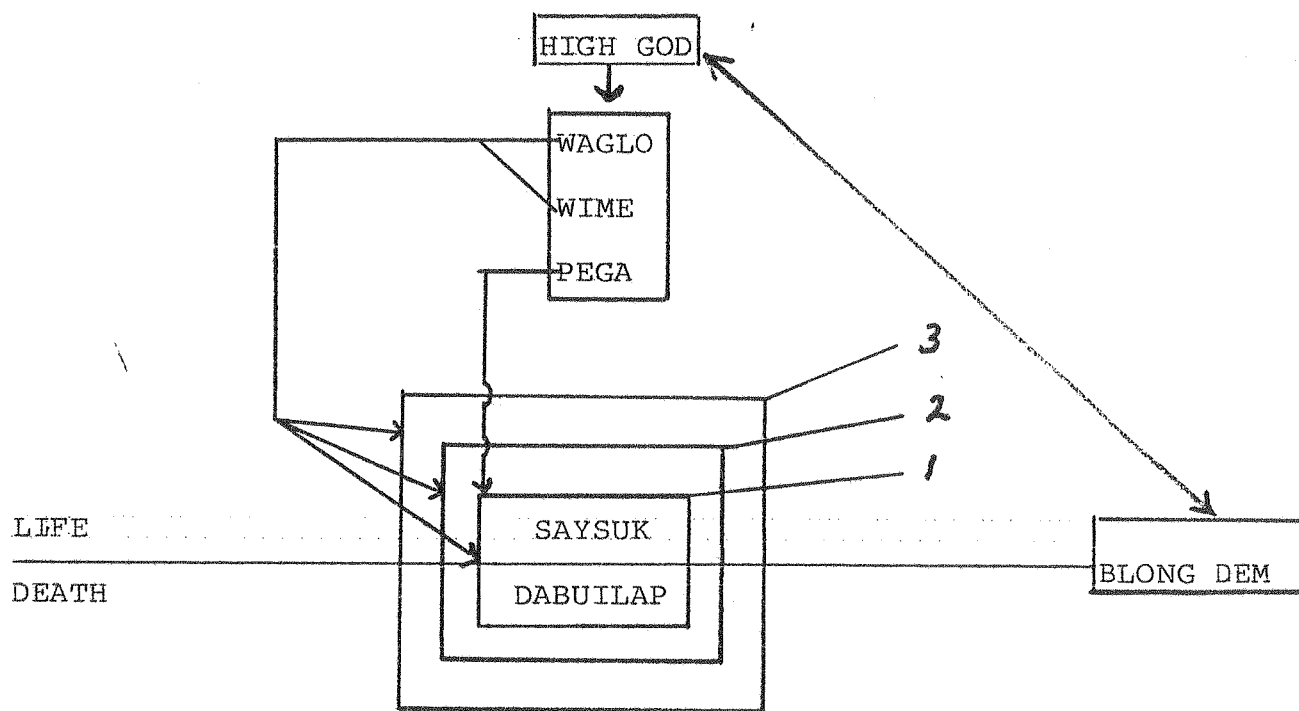 HIGH GOD
WAGLO
WIME
PEGA
3
2
1
LIFE
SAYSUK
BLONG DEM
DEATH
DABUILAP